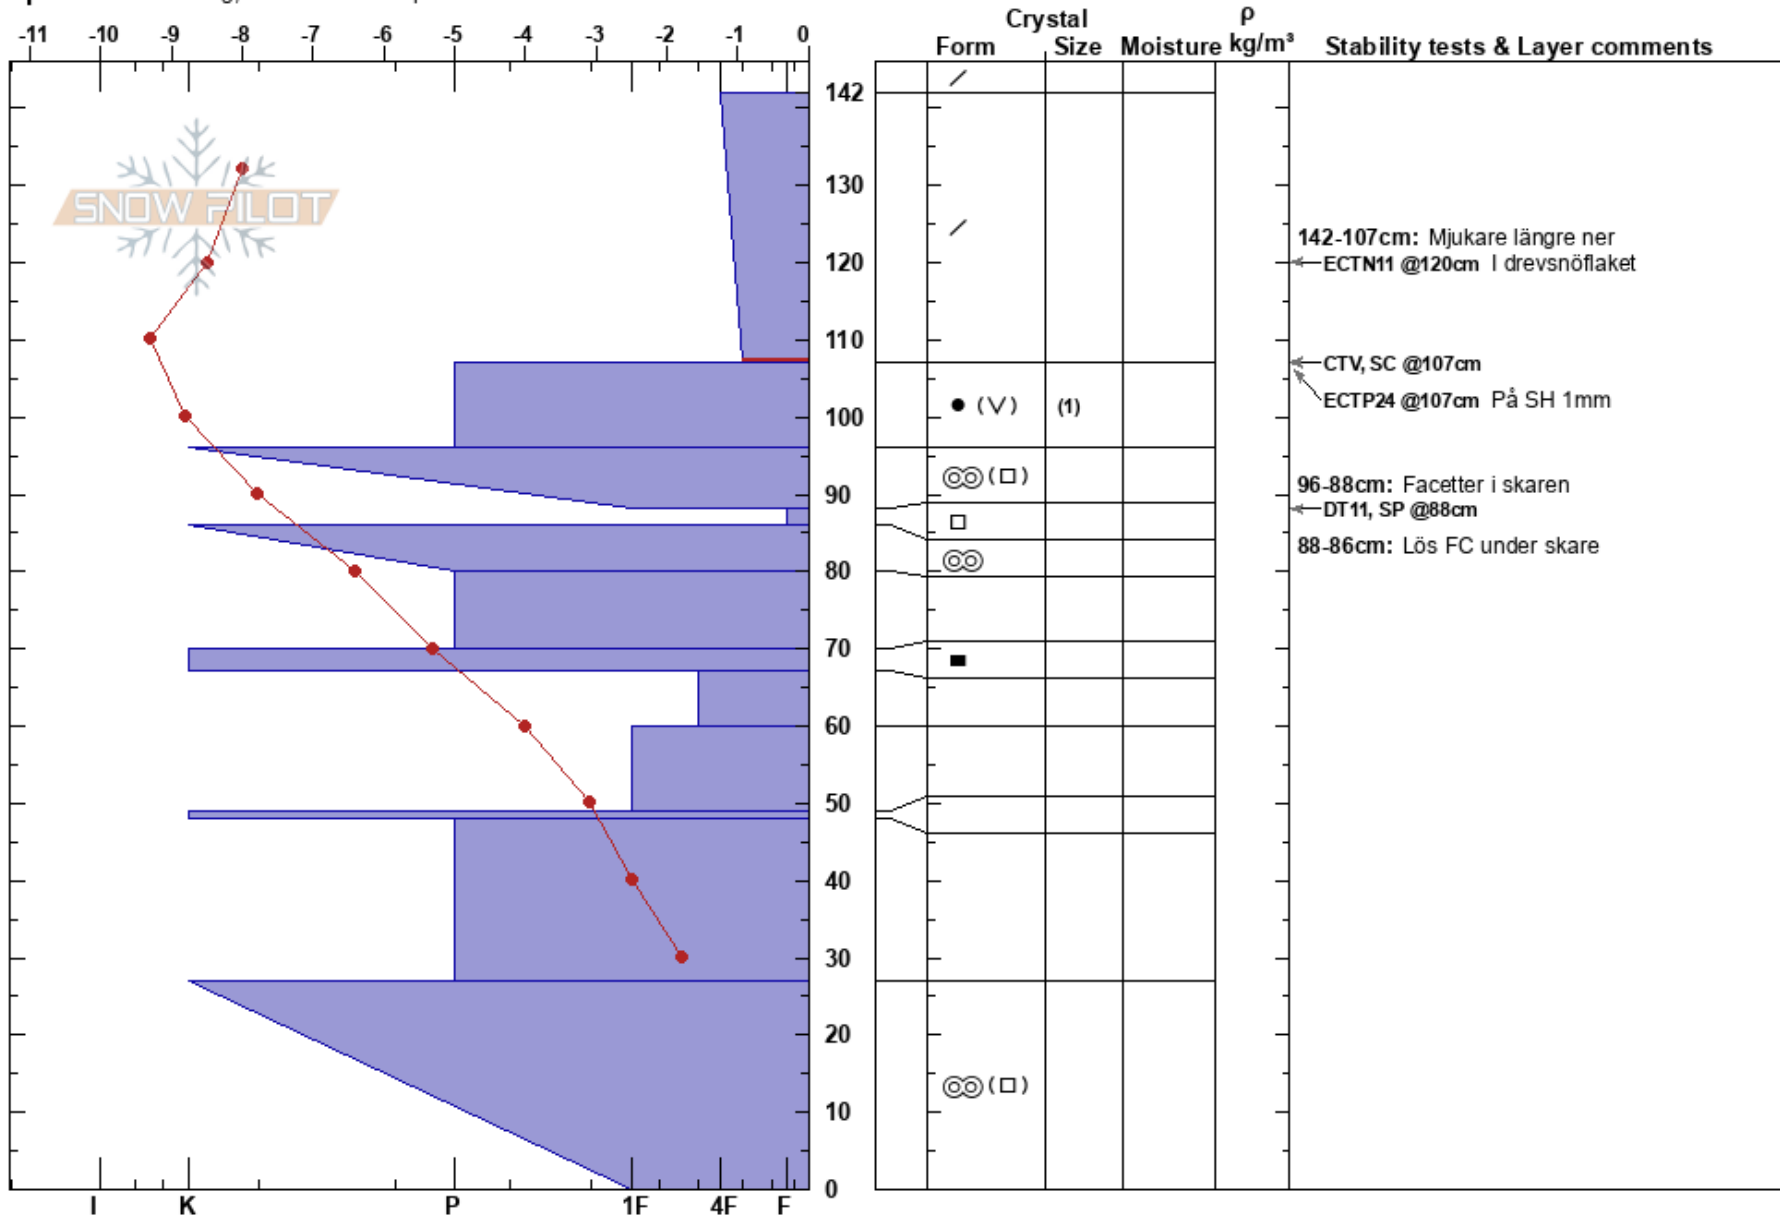 Crystal ρ
-11 -10 -9 -8 -7 -6 -5 -4 -3 -2 -1 0 Form Size Moisture kg/m³ Stability tests & Layer comments
142
130
SNOW PILOT
142-107cm: Mjukare längre ner
120 ECTN11 @120cm I drevsnöflaket
110
CTV, SC @107cm
100 (1) ECTP24 @107cm På SH 1mm
96-88cm: Facetter i skaren
90
DT11, SP @88cm
88-86cm: Lös FC under skare
80
70
60
50
40
30
20
10
0
I K P 1F 4F F